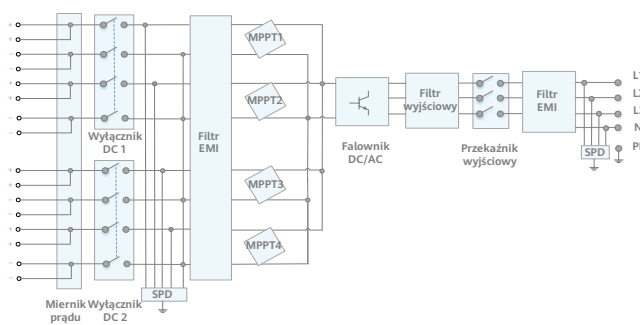 MPPT1
MPPT2
MPPT3
MPPT4
Wyłącznik
DC 1
Filtr
EMI
Filtr
wyjściowy
Filtr
EMI
Falownik
DC/AC
Przekaźnik
wyjściowy
L1
L2
L3
N
SPD
SPD
Miernik
prądu
Wyłącznik
DC 2